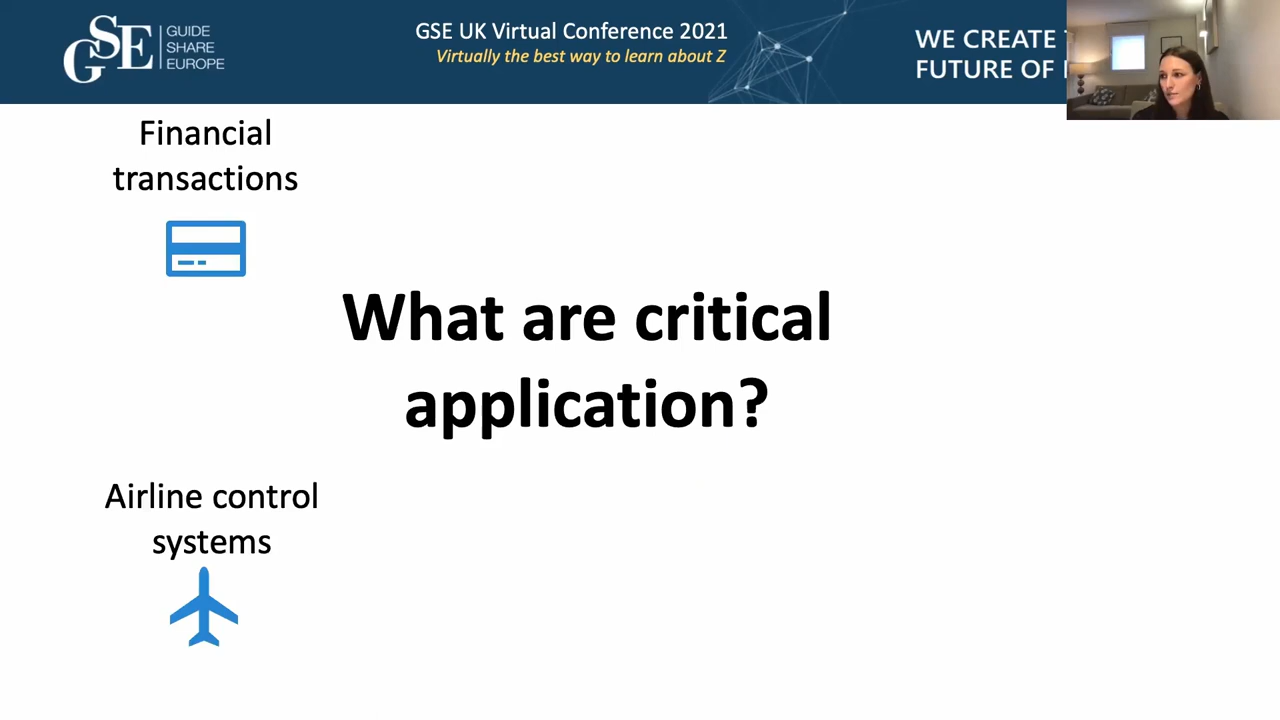 GSE
GUIDE
SHARE
EUROPE
GSE UK Virtual Conference 2021
Virtually the best way to learn about Z
WE CREATE
FUTURE OF
Financial
transactions
What are critical
application?
Airline control
systems